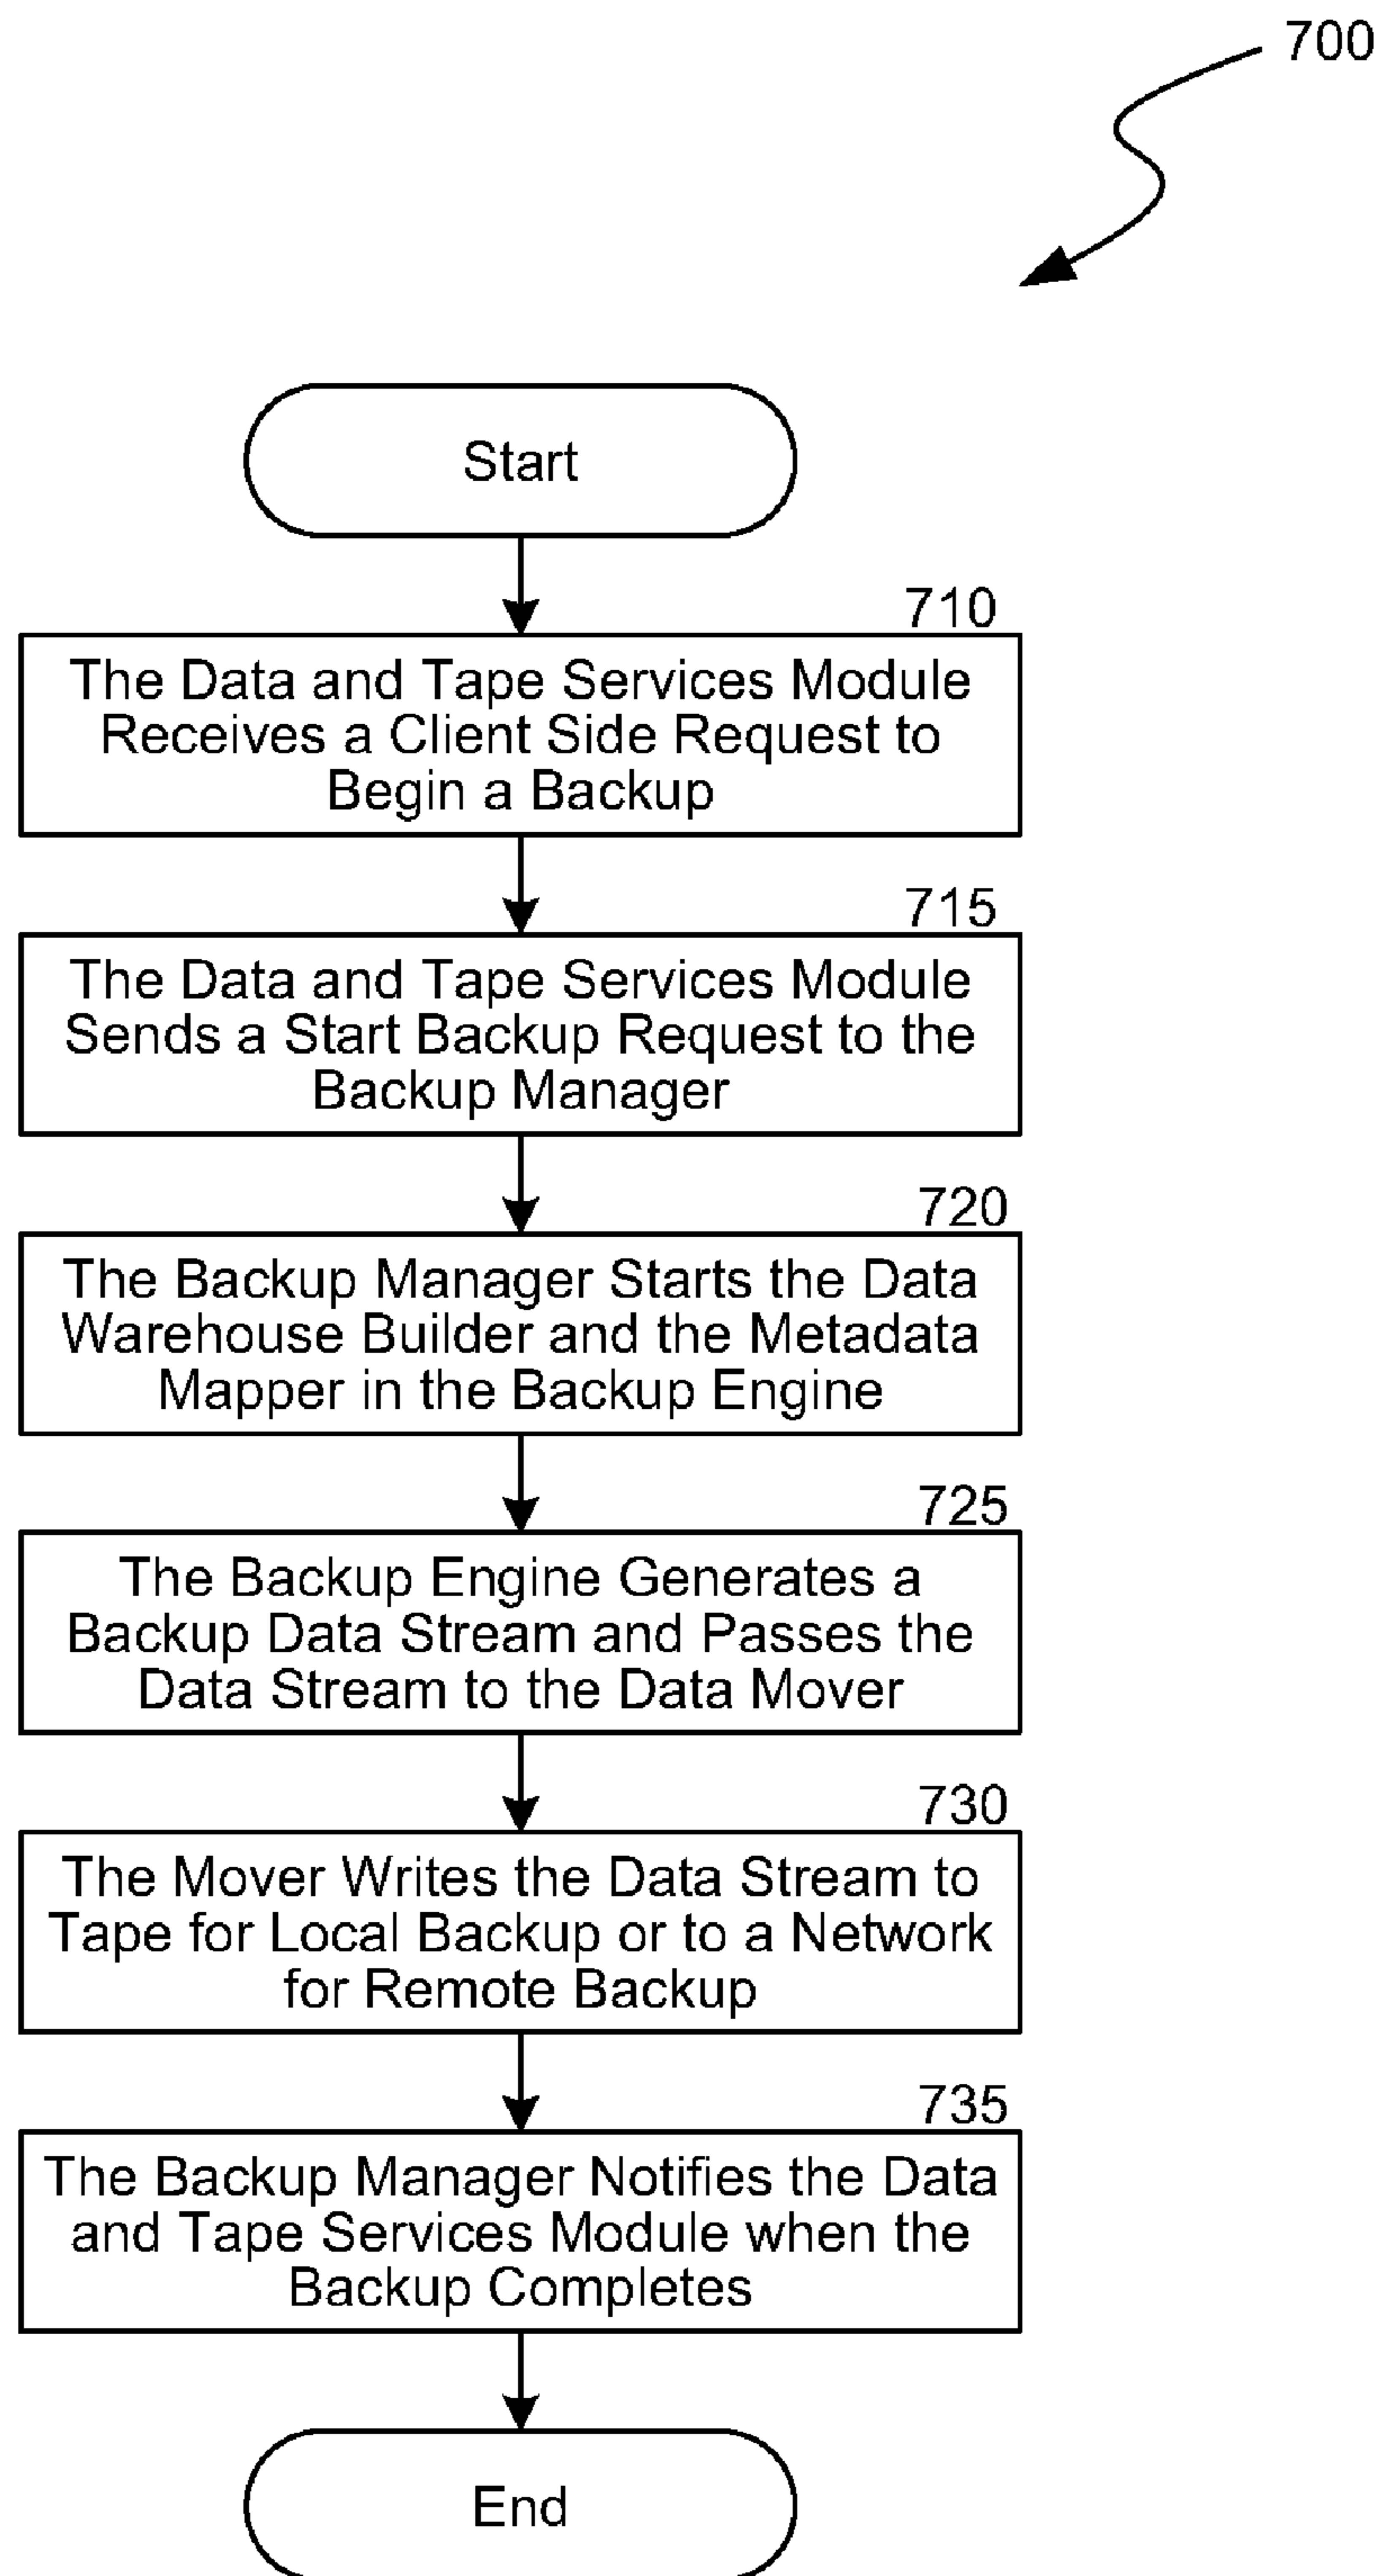 700
Start
710
The Data and Tape Services Module
Receives a Client Side Request to
Begin a Backup
715
The Data and Tape Services Module
Sends a Start Backup Request to the
Backup Manager
720
The Backup Manager Starts the Data
Warehouse Builder and the Metadata
Mapper in the Backup Engine
725
The Backup Engine Generates a
Backup Data Stream and Passes the
Data Stream to the Data Mover
730
The Mover Writes the Data Stream to
Tape for Local Backup or to a Network
for Remote Backup
735
The Backup Manager Notifies the Data
and Tape Services Module when the
Backup Completes
End